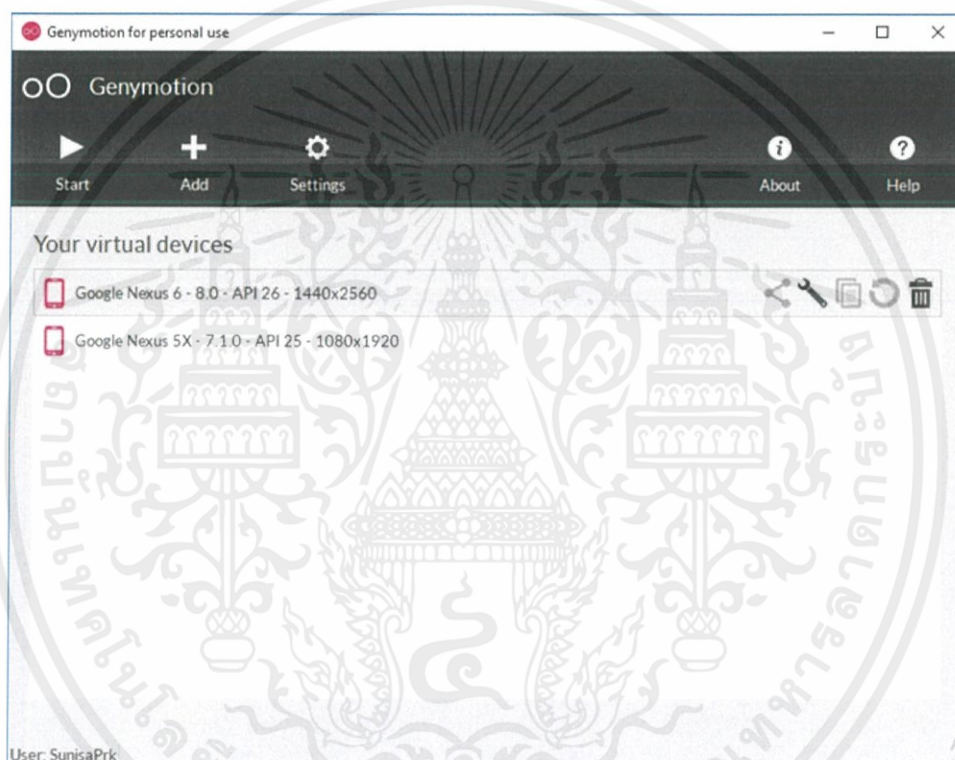 Genymotion for personal use
Genymotion
Start Add Settings About Help
Your virtual devices
Google Nexus 6 - 8.0 - API 26 - 1440x2560
Google Nexus 5X - 7.1.0 - API 25 - 1080x1920
User: SunisaPrk